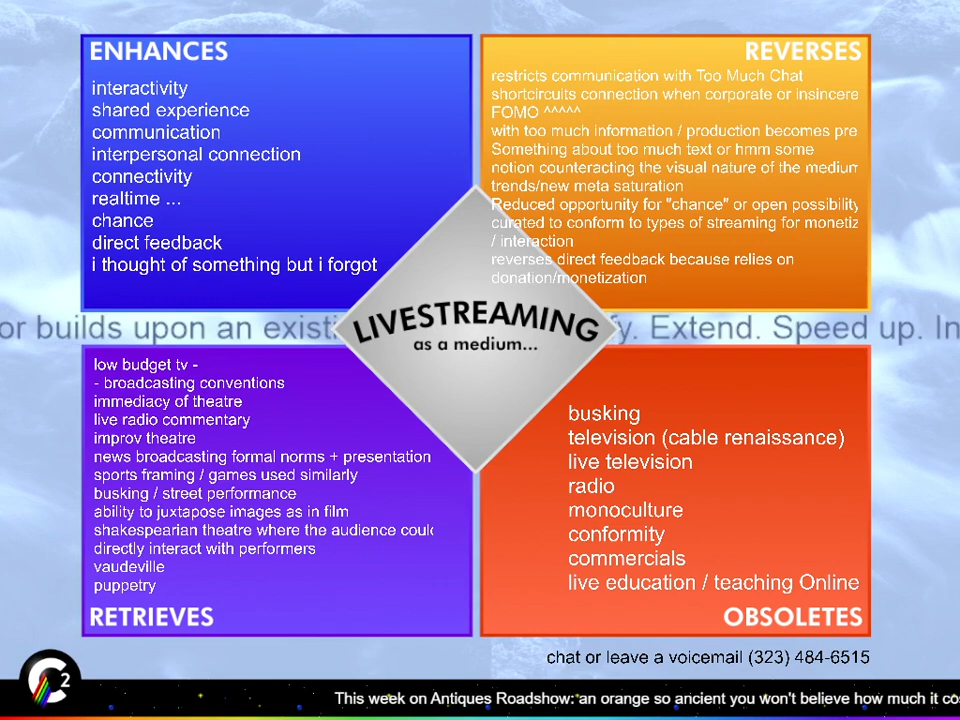 ENHANCES
interactivity
shared experience
communication
interpersonal connection
connectivity
realtime ...
chance
direct feedback
i thought of something but i forgot
REVERSES
restricts communication with Too Much Chat
shortcircuits connection when corporate or insincere
FOMO ^^^^^
with too much information / production becomes pre
Something about too much text or hmm some
notion counteracting the visual nature of the medium
trends/new meta saturation
Reduced opportunity for "chance" or open possibility
curated to conform to types of streaming for monetiz
/ interaction
reverses direct feedback because relies on
donation/monetization
or builds upon an existi
y. Extend. Speed up. In
LIVESTREAMING
as a medium...
low budget tv -
- broadcasting conventions
immediacy of theatre
live radio commentary
improv theatre
news broadcasting formal norms + presentation
sports framing / games used similarly
busking / street performance
ability to juxtapose images as in film
shakespearian theatre where the audience could
directly interact with performers
vaudeville
puppetry
RETRIEVES
busking
television (cable renaissance)
live television
radio
monoculture
conformity
commercials
live education / teaching Online
OBSOLETES
chat or leave a voicemail (323) 484-6515
C2
This week on Antiques Roadshow: an orange so ancient you won't believe how much it cos